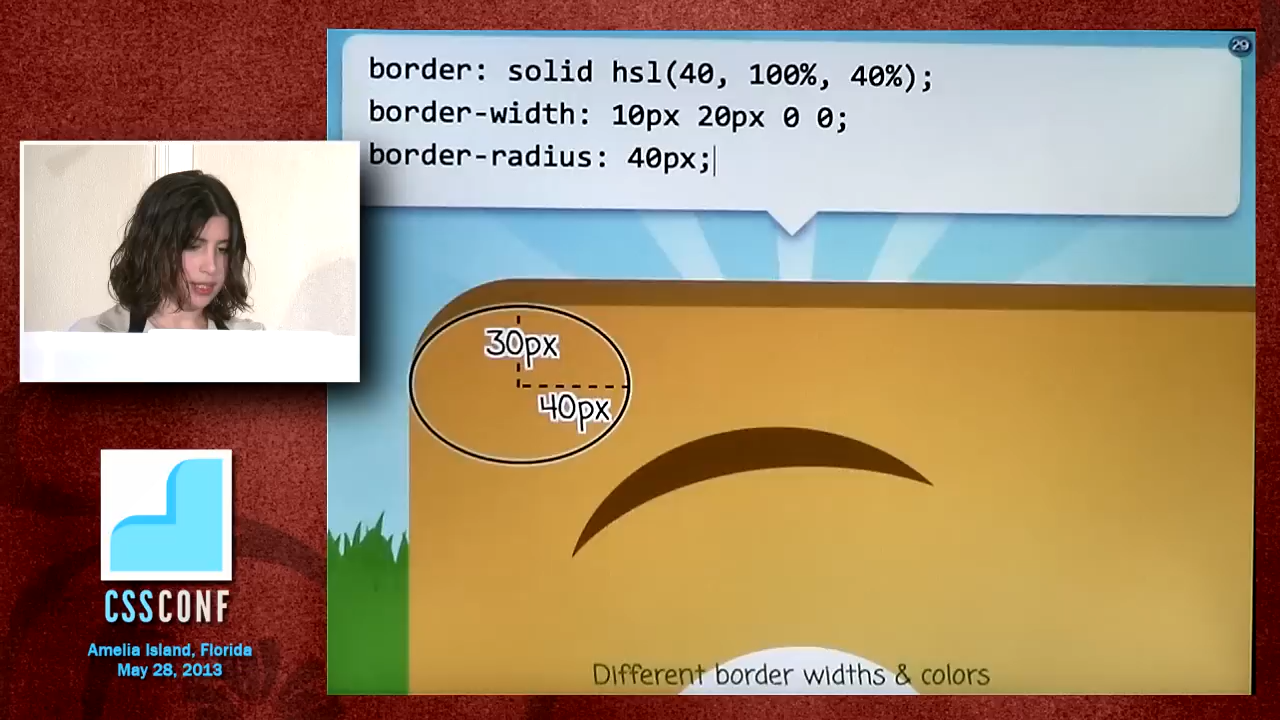 29
border: solid hsl(40, 100%, 40%);
border-width: 10px 20px 0 0;
border-radius: 40px;
30px
40px
Different border widths & colors
CSSCONF
Amelia Island, Florida
May 28, 2013